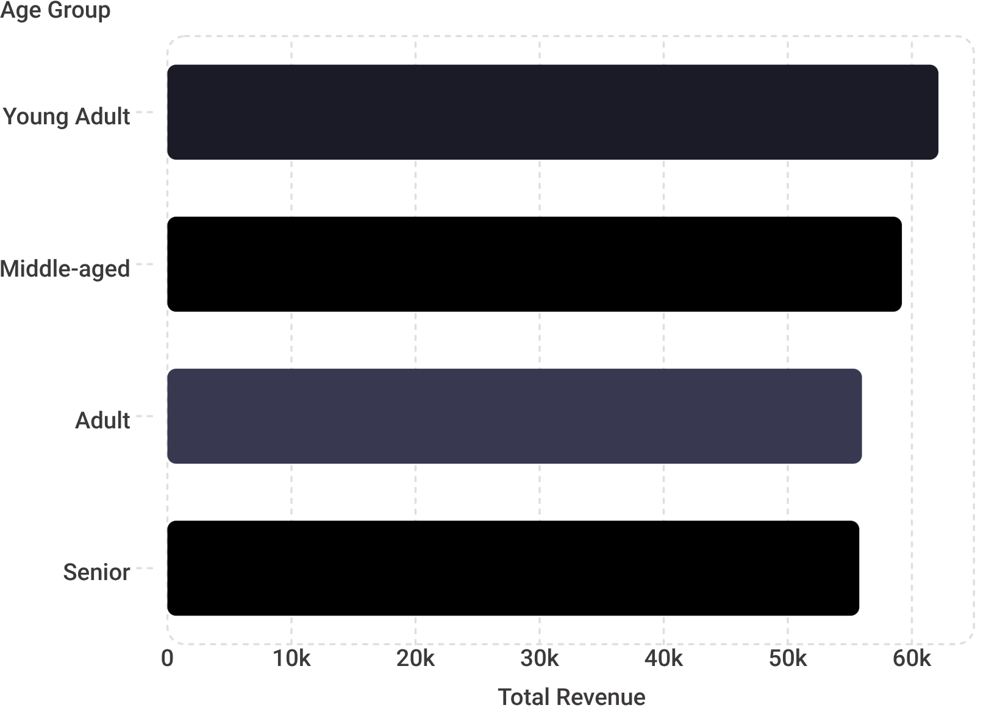 Age Group
Young Adult
Middle-aged
Adult
Senior
0 10k 20k 30k 40k 50k 60k
Total Revenue